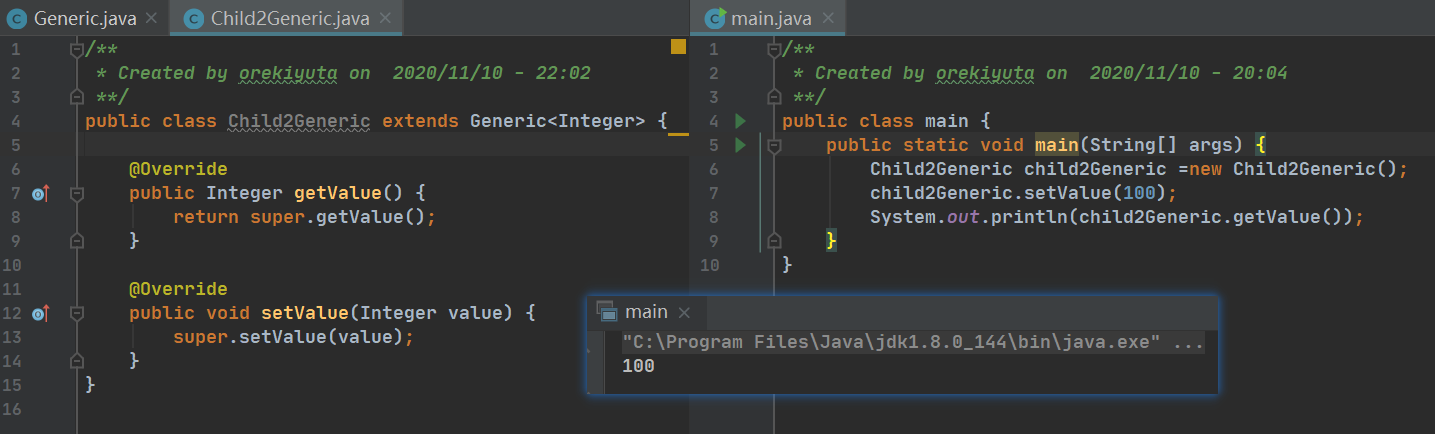 Generic.java
Child2Generic.java
1 /**
2 * Created by orekiyuta on  2020/11/10 - 22:02
3 **/
4 public class Child2Generic extends Generic<Integer> {
5
6 @Override
7 public Integer getValue() {
8 return super.getValue();
9 }
10
11 @Override
12 public void setValue(Integer value) {
13 super.setValue(value);
14 }
15 }
16
main.java
1 /**
2 * Created by orekiyuta on  2020/11/10 - 20:04
3 **/
4 public class main {
5 public static void main(String[] args) {
6 Child2Generic child2Generic =new Child2Generic();
7 child2Generic.setValue(100);
8 System.out.println(child2Generic.getValue());
9 }
10 }
main
"C:\Program Files\Java\jdk1.8.0_144\bin\java.exe" ...
100